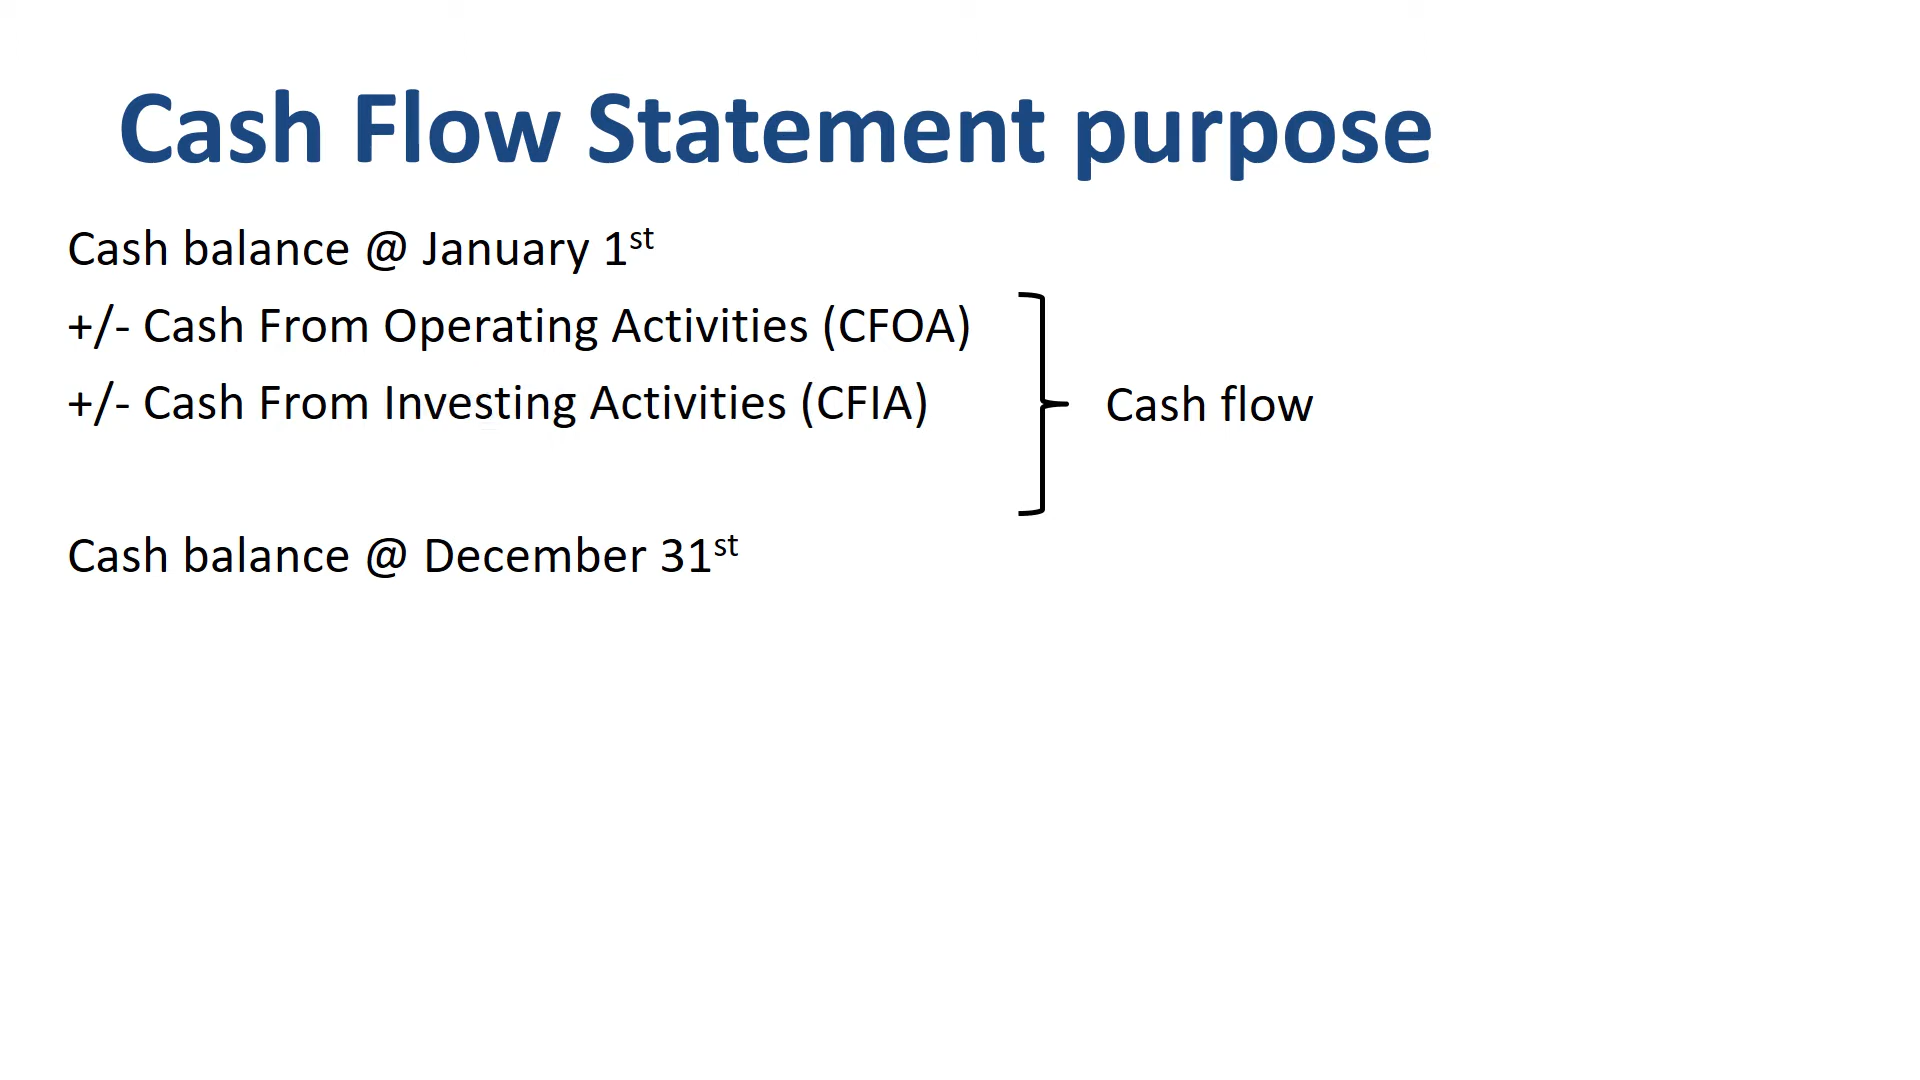 Cash Flow Statement purpose
Cash balance @ January 1st
+/- Cash From Operating Activities (CFOA)
+/- Cash From Investing Activities (CFIA)
Cash flow
Cash balance @ December 31st